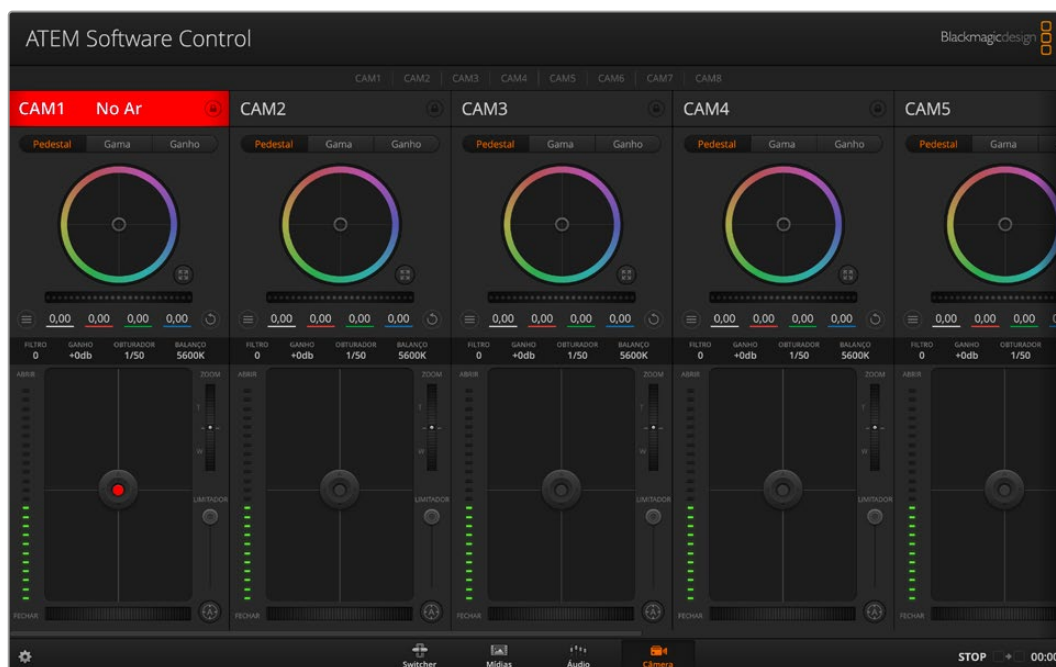 ATEM Software Control
Blackmagicdesign
CAM1 CAM2 CAM3 CAM4 CAM5 CAM6 CAM7 CAM8
CAM1 No Ar CAM2 CAM3 CAM4 CAM5
Pedestal Gama Ganho Pedestal Gama Ganho Pedestal Gama Ganho Pedestal Gama Ganho Pedestal Gama
0,00 0,00 0,00 0,00 0,00 0,00 0,00 0,00 0,00 0,00 0,00 0,00 0,00 0,00 0,00 0,00 0,00 0,00 0,00
FILTRO GANHO OBTURADOR BALANÇO FILTRO GANHO OBTURADOR BALANÇO FILTRO GANHO OBTURADOR BALANÇO FILTRO GANHO OBTURADOR BALANÇO FILTRO GANHO OBTURADOR
0 +0db 1/50 5600K 0 +0db 1/50 5600K 0 +0db 1/50 5600K 0 +0db 1/50 5600K 0 +0db 1/50
ABRIR ZOOM ABRIR ZOOM ABRIR ZOOM ABRIR ZOOM ABRIR
T T T T
W W W W
LIMITADOR LIMITADOR LIMITADOR LIMITADOR
FECHAR A FECHAR A FECHAR A FECHAR A FECHAR
Switcher Mídias Áudio Câmera
STOP 00:00